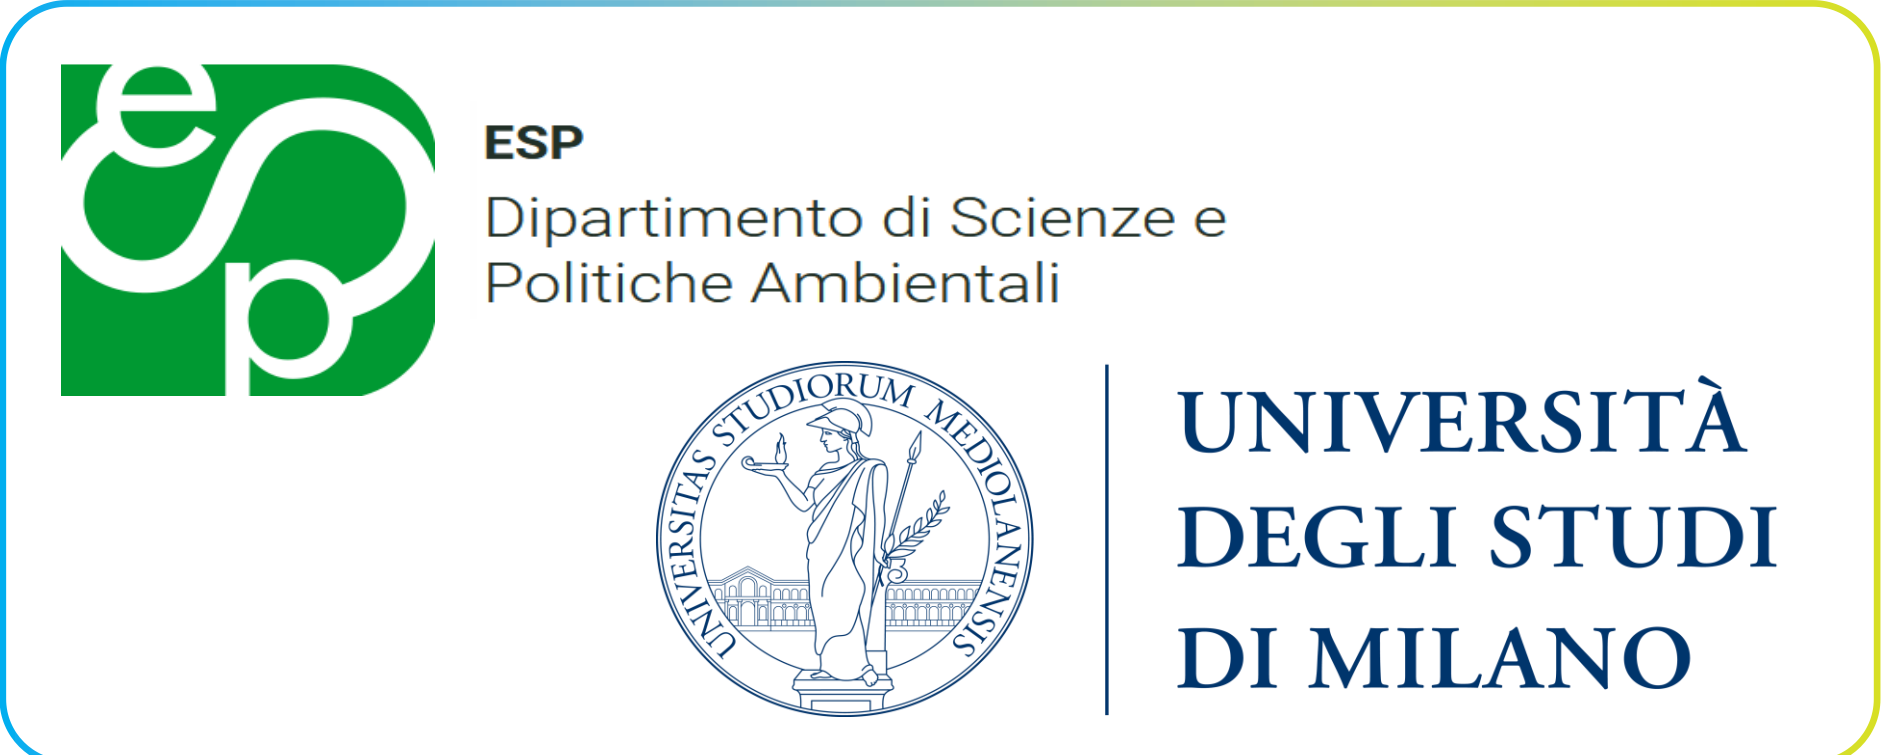 esp
ESP
Dipartimento di Scienze e
Politiche Ambientali
UNIVERSITAS STUDIORUM MEDIOLANENSIS
UNIVERSITÀ
DEGLI STUDI
DI MILANO